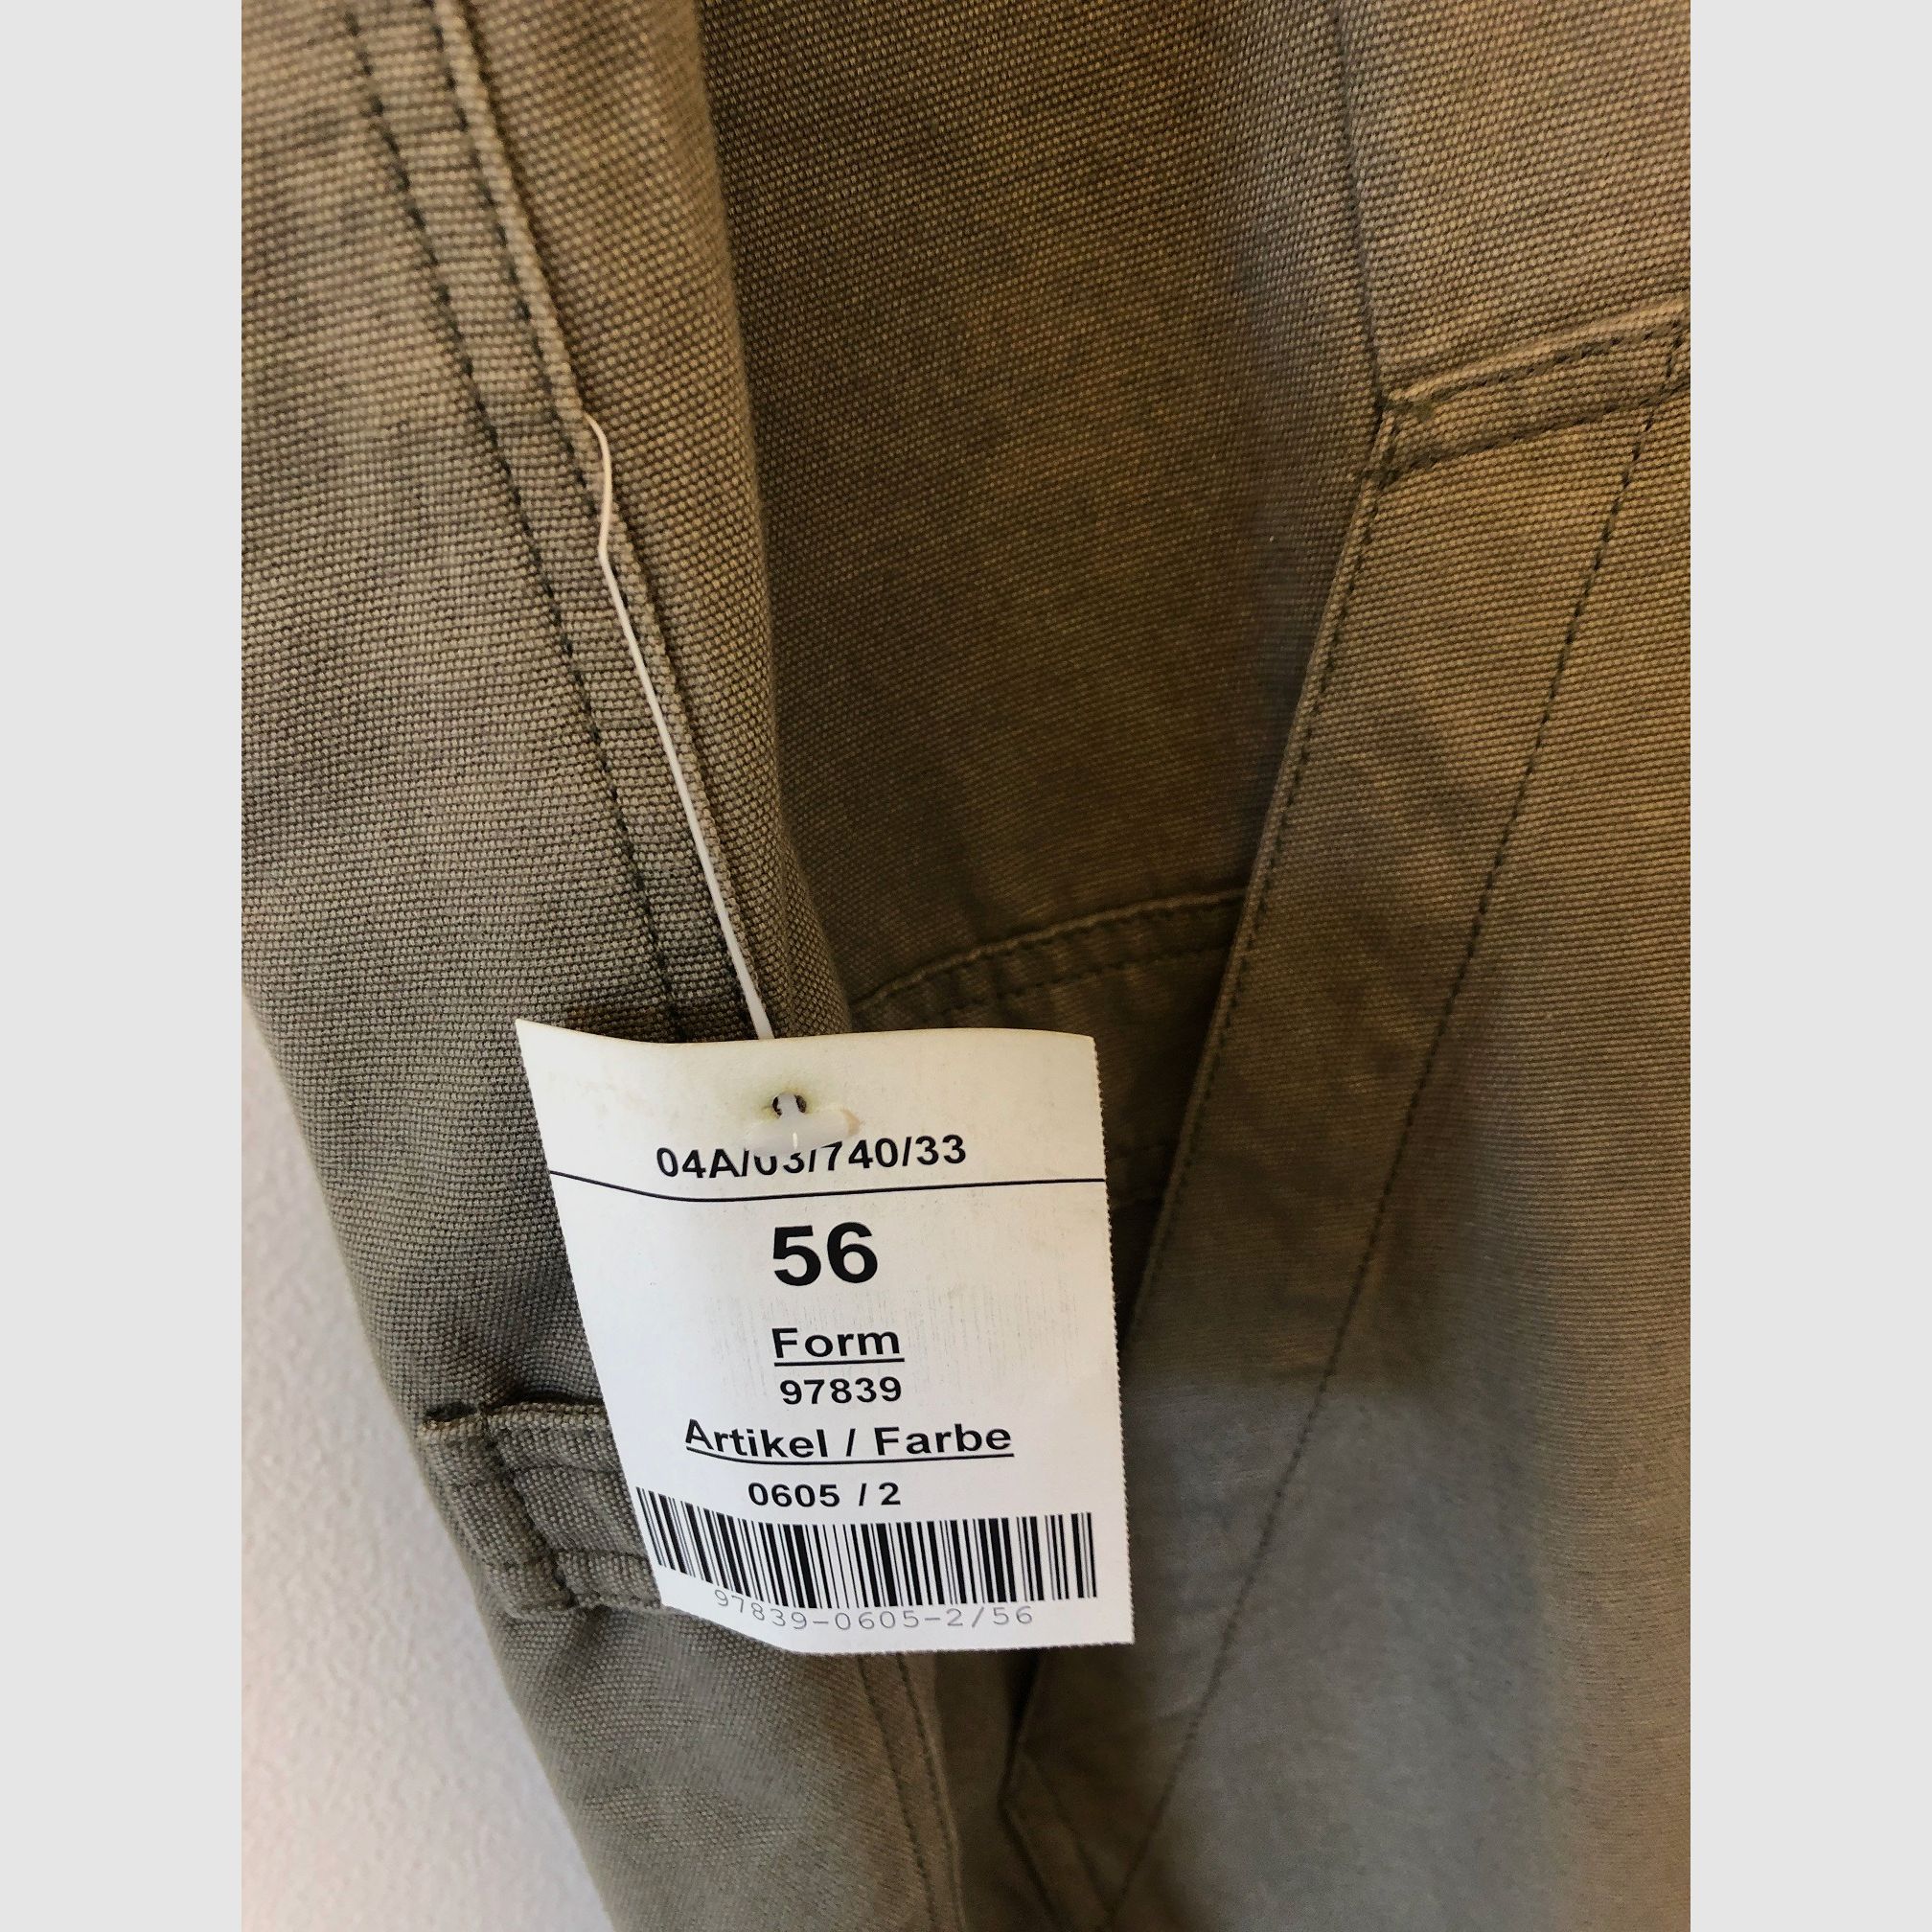 04A/03/740/33
56
Form
97839
Artikel / Farbe
0605 / 2
97839-0605-2/56